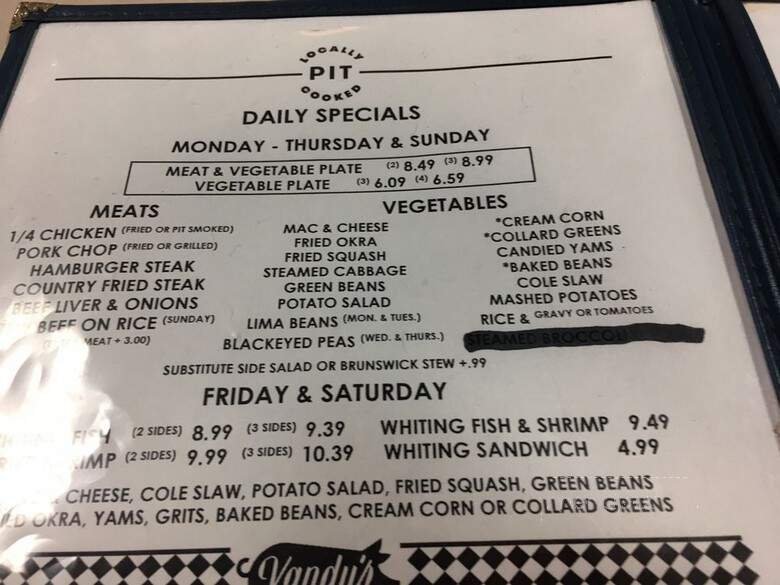 LOCALLY
PIT
COOKED
DAILY SPECIALS
MONDAY - THURSDAY & SUNDAY
MEAT & VEGETABLE PLATE (2) 8.49 (3) 8.99
VEGETABLE PLATE (3) 6.09 (4) 6.59
MEATS
1/4 CHICKEN (FRIED OR PIT SMOKED)
PORK CHOP (FRIED OR GRILLED)
HAMBURGER STEAK
COUNTRY FRIED STEAK
BEEF LIVER & ONIONS
BEEF ON RICE (SUNDAY)
MEAT + 3.00)
VEGETABLES
MAC & CHEESE
FRIED OKRA
FRIED SQUASH
STEAMED CABBAGE
GREEN BEANS
POTATO SALAD
LIMA BEANS (MON. & TUES.)
BLACKEYED PEAS (WED. & THURS.)
*CREAM CORN
*COLLARD GREENS
CANDIED YAMS
*BAKED BEANS
COLE SLAW
MASHED POTATOES
RICE & GRAVY OR TOMATOES
STEAMED BROCCOLI
SUBSTITUTE SIDE SALAD OR BRUNSWICK STEW +.99
FRIDAY & SATURDAY
FISH (2 SIDES) 8.99 (3 SIDES) 9.39
(2 SIDES) 9.99 (3 SIDES) 10.39
WHITING FISH & SHRIMP 9.49
WHITING SANDWICH 4.99
CHEESE, COLE SLAW, POTATO SALAD, FRIED SQUASH, GREEN BEANS
OKRA, YAMS, GRITS, BAKED BEANS, CREAM CORN OR COLLARD GREENS
Vandy's